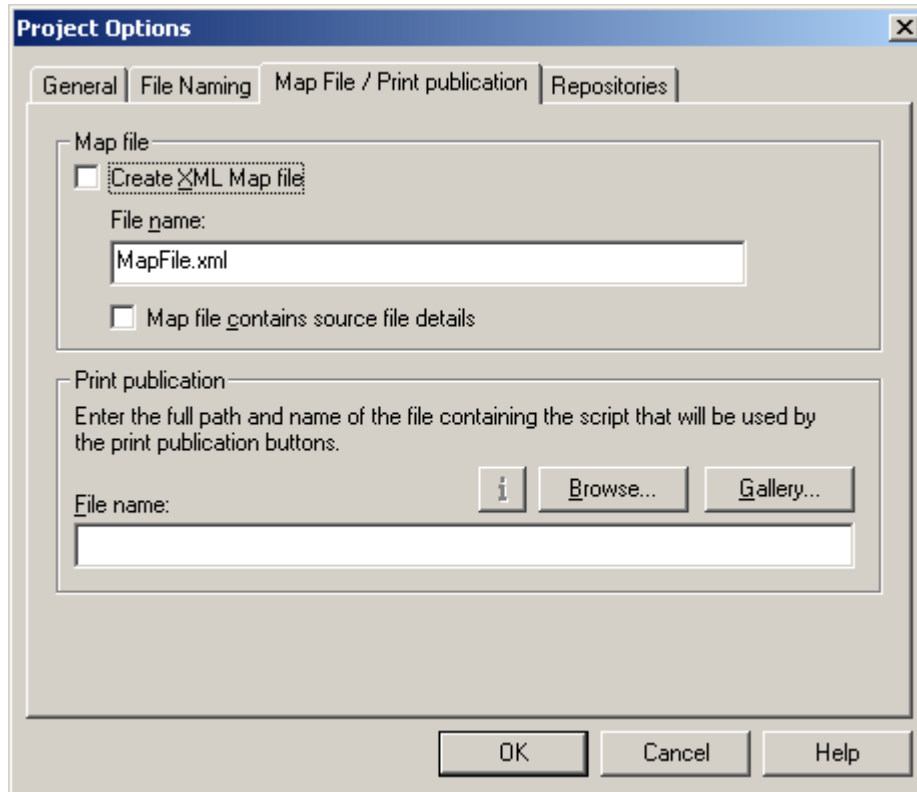 Project Options
General File Naming Map File / Print publication Repositories
Map file
Create XML Map file
File name:
MapFile.xml
Map file contains source file details
Print publication
Enter the full path and name of the file containing the script that will be used by
the print publication buttons.
i Browse... Gallery...
File name:
OK Cancel Help